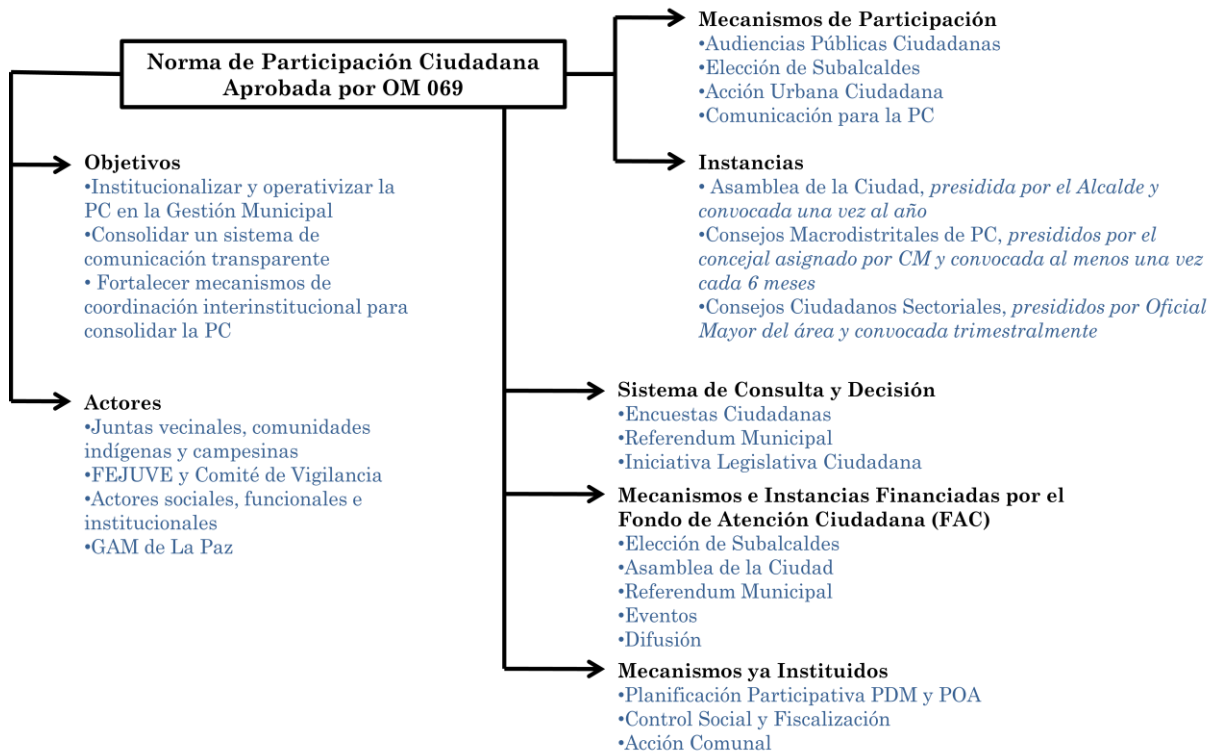 Norma de Participación Ciudadana
Aprobada por OM 069
Objetivos
•Institucionalizar y operativizar la
PC en la Gestión Municipal
•Consolidar un sistema de
comunicación transparente
• Fortalecer mecanismos de
coordinación interinstitucional para
consolidar la PC
Actores
•Juntas vecinales, comunidades
indígenas y campesinas
•FEJUVE y Comité de Vigilancia
•Actores sociales, funcionales e
institucionales
•GAM de La Paz
Mecanismos de Participación
•Audiencias Públicas Ciudadanas
•Elección de Subalcaldes
•Acción Urbana Ciudadana
•Comunicación para la PC
Instancias
• Asamblea de la Ciudad, presidida por el Alcalde y
convocada una vez al año
•Consejos Macrodistritales de PC, presididos por el
concejal asignado por CM y convocada al menos una vez
cada 6 meses
•Consejos Ciudadanos Sectoriales, presididos por Oficial
Mayor del área y convocada trimestralmente
Sistema de Consulta y Decisión
•Encuestas Ciudadanas
•Referendum Municipal
•Iniciativa Legislativa Ciudadana
Mecanismos e Instancias Financiadas por el
Fondo de Atención Ciudadana (FAC)
•Elección de Subalcaldes
•Asamblea de la Ciudad
•Referendum Municipal
•Eventos
•Difusión
Mecanismos ya Instituidos
•Planificación Participativa PDM y POA
•Control Social y Fiscalización
•Acción Comunal